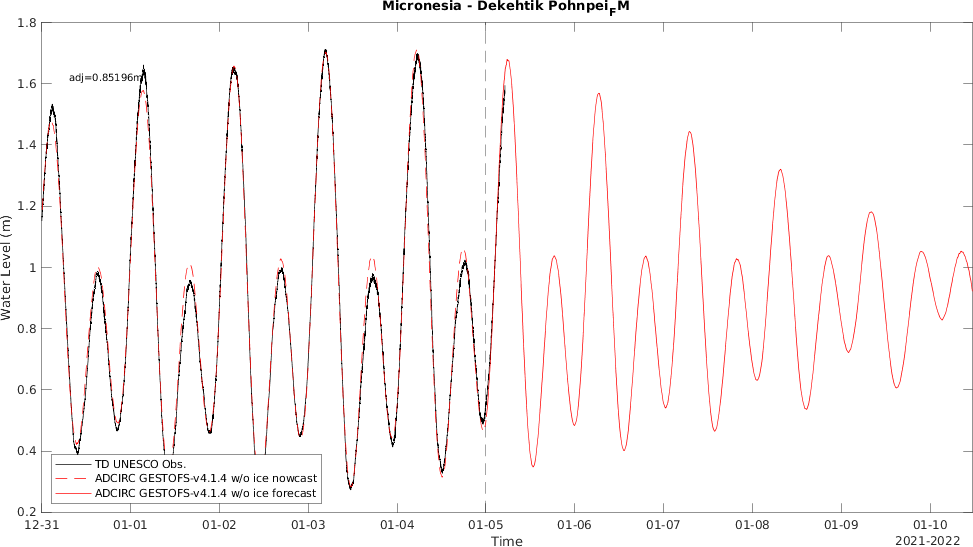 Micronesia - Dekehtik Pohnpei_FM
1.8
adj=0.85196m
1.6
1.4
1.2
1
0.8
0.6
0.4
0.2
Water Level (m)
TD UNESCO Obs.
ADCIRC GESTOFS-v4.1.4 w/o ice nowcast
ADCIRC GESTOFS-v4.1.4 w/o ice forecast
12-31 01-01 01-02 01-03 01-04 01-05 01-06 01-07 01-08 01-09 01-10
Time
2021-2022